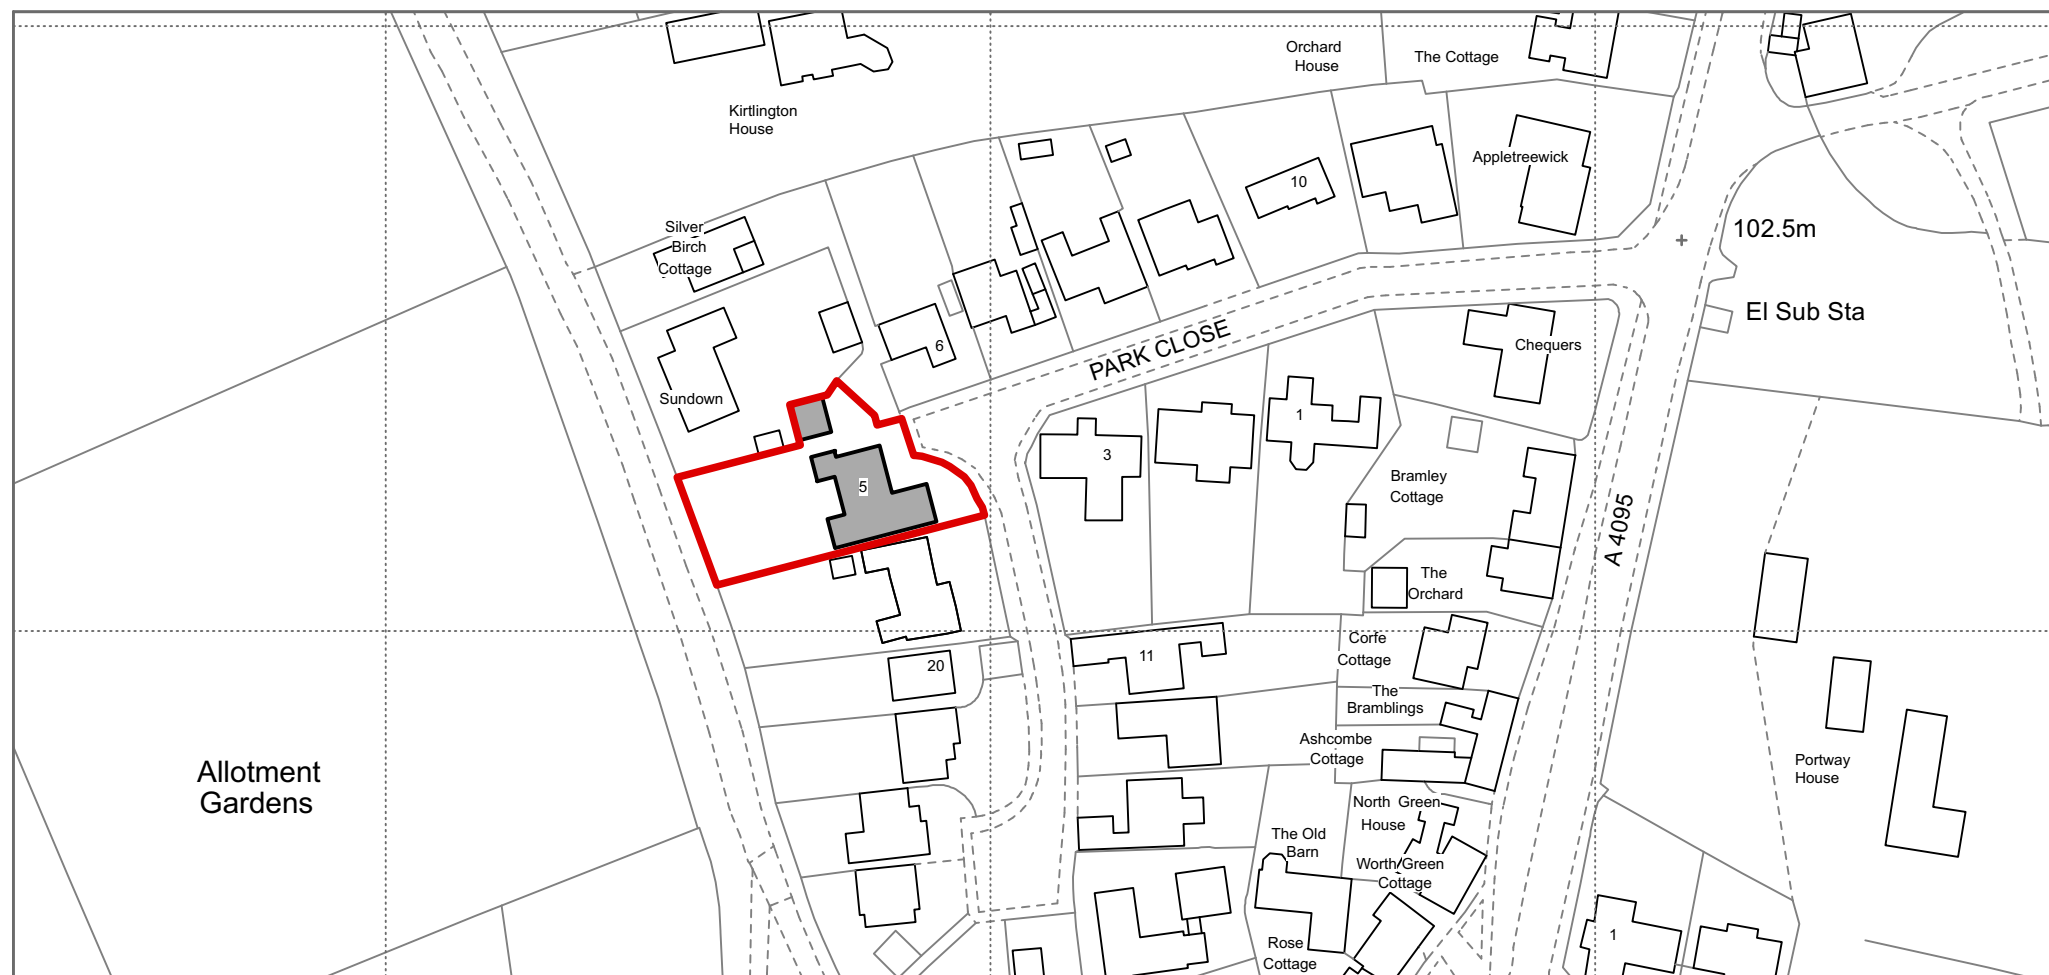 Orchard
House
The Cottage
Kirtlington
House
Appletreewick
10
Silver
Birch
Cottage
102.5m
El Sub Sta
6
PARK CLOSE
Chequers
Sundown
1
3
5
Bramley
Cottage
A 4095
The
Orchard
Corfe
Cottage
11
20
The
Bramblings
Ashcombe
Cottage
Portway
House
Allotment
Gardens
North Green
House
The Old
Barn
Worth Green
Cottage
Rose
Cottage
1